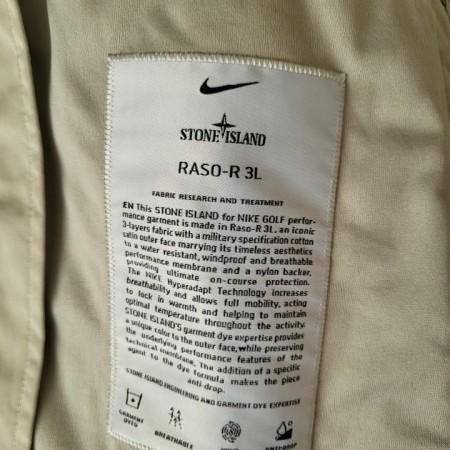 STONE ISLAND
RASO-R 3L
FABRIC RESEARCH AND TREATMENT
EN This STONE ISLAND for NIKE GOLF perfor-
mance garment is made in Raso-R 3L, an iconic
3-layers fabric with a military specification cotton
satin outer face marrying its timeless aesthetics
to a water resistant, windproof and breathable
performance membrane and a nylon backer,
providing ultimate on-course protection.
The NIKE Hyperadapt Technology increases
breathability and allows full mobility, acting
to lock in warmth and helping to maintain
optimal temperature throughout the activity.
STONE ISLAND's garment dye expertise provides
a unique color to the outer face, while preserving
the underlying performance features of the
technical membrane. The addition of a specific
agent to the dye formula makes the piece
anti drop.
STONE ISLAND ENGINEERING AND GARMENT DYE EXPERTISE
GARMENT
DYED
BREATHABLE
ANTI-DROP